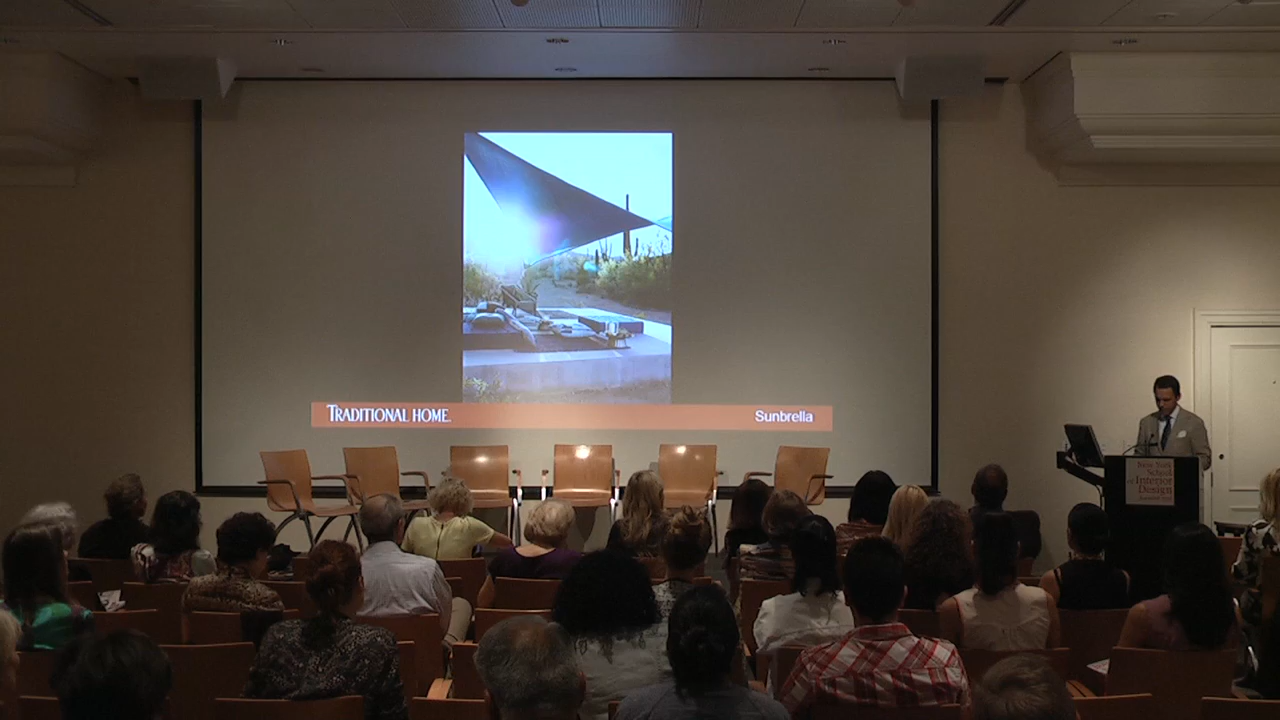 TRADITIONAL HOME.
Sunbrella
New York
School
of Interior
Design